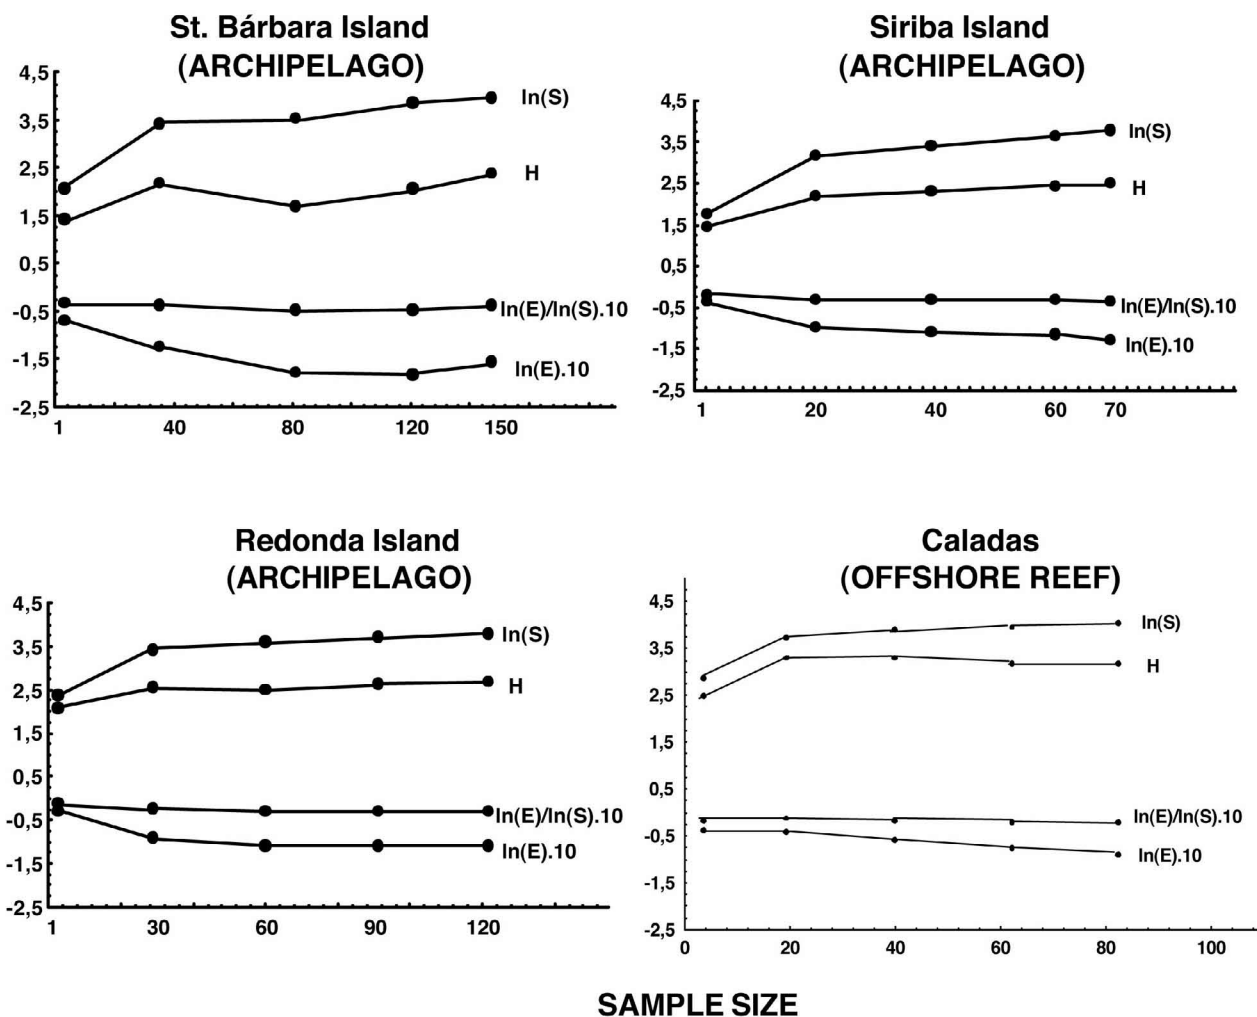 St. Bárbara Island
(ARCHIPELAGO)
4,5
3,5
2,5
1,5
0,5
-0,5
-1,5
-2,5
ln(S)
H
ln(E)/ln(S).10
ln(E).10
1 40 80 120 150
Siriba Island
(ARCHIPELAGO)
4,5
3,5
2,5
1,5
0,5
-0,5
-1,5
-2,5
ln(S)
H
ln(E)/ln(S).10
ln(E).10
1 20 40 60 70
Redonda Island
(ARCHIPELAGO)
4,5
3,5
2,5
1,5
0,5
-0,5
-1,5
-2,5
ln(S)
H
ln(E)/ln(S).10
ln(E).10
1 30 60 90 120
Caladas
(OFFSHORE REEF)
4,5
3,5
2,5
1,5
0,5
-0,5
-1,5
-2,5
ln(S)
H
ln(E)/ln(S).10
ln(E).10
0 20 40 60 80 100
SAMPLE SIZE